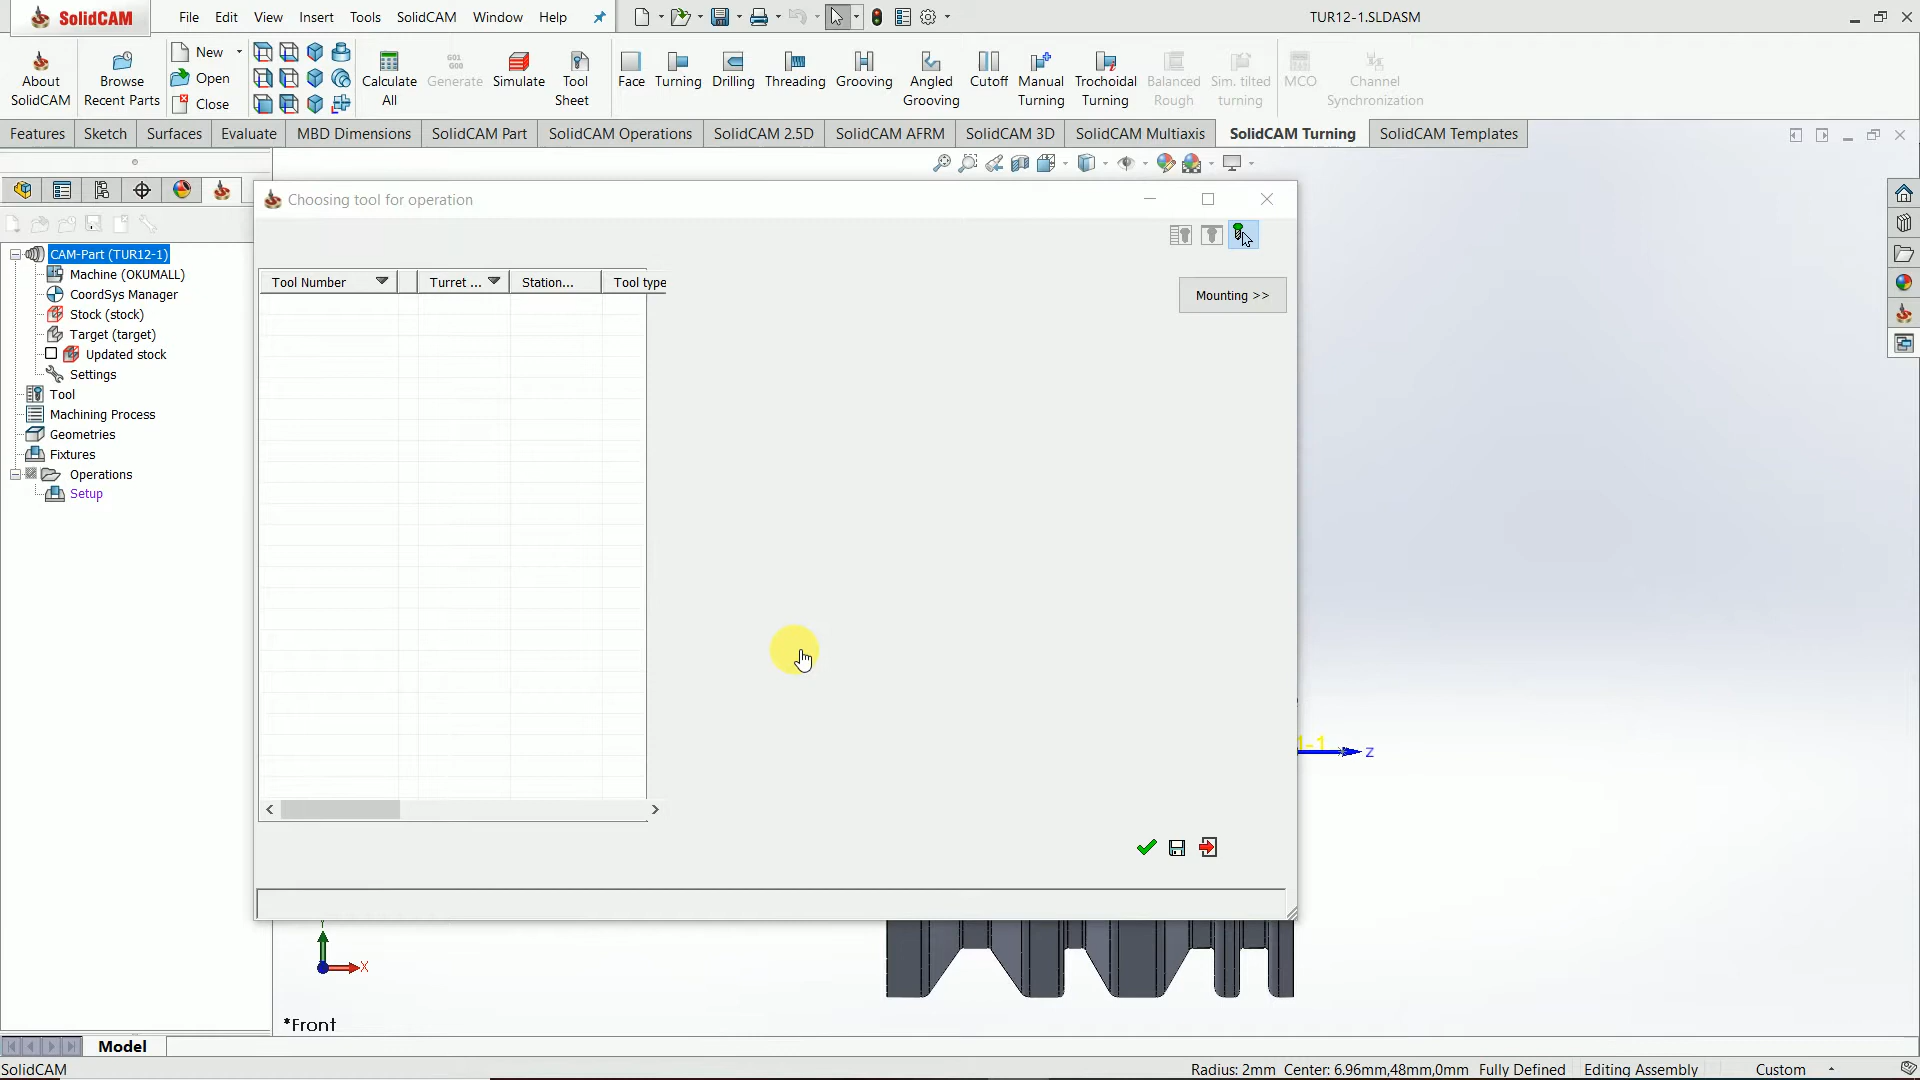 SolidCAM File Edit View Insert Tools SolidCAM Window Help TUR12-1.SLDASM
About SolidCAM
Browse Recent Parts
New
Open
Close
Calculate All
G01 G00 Generate
Simulate
Tool Sheet
Face
Turning
Drilling
Threading
Grooving
Angled Grooving
Cutoff
Manual Turning
Trochoidal Turning
Balanced Rough
Sim. tilted turning
MCO
Channel Synchronization
Features Sketch Surfaces Evaluate MBD Dimensions SolidCAM Part SolidCAM Operations SolidCAM 2.5D SolidCAM AFRM SolidCAM 3D SolidCAM Multiaxis SolidCAM Turning SolidCAM Templates
CAM-Part (TUR12-1)
Machine (OKUMALL)
CoordSys Manager
Stock (stock)
Target (target)
Updated stock
Settings
Tool
Machining Process
Geometries
Fixtures
Operations
Setup
Choosing tool for operation
Tool Number Turret ... Station... Tool type
Mounting >>
1-1 Z
Y
X
*Front
Model
SolidCAM Radius: 2mm Center: 6.96mm,48mm,0mm Fully Defined Editing Assembly Custom